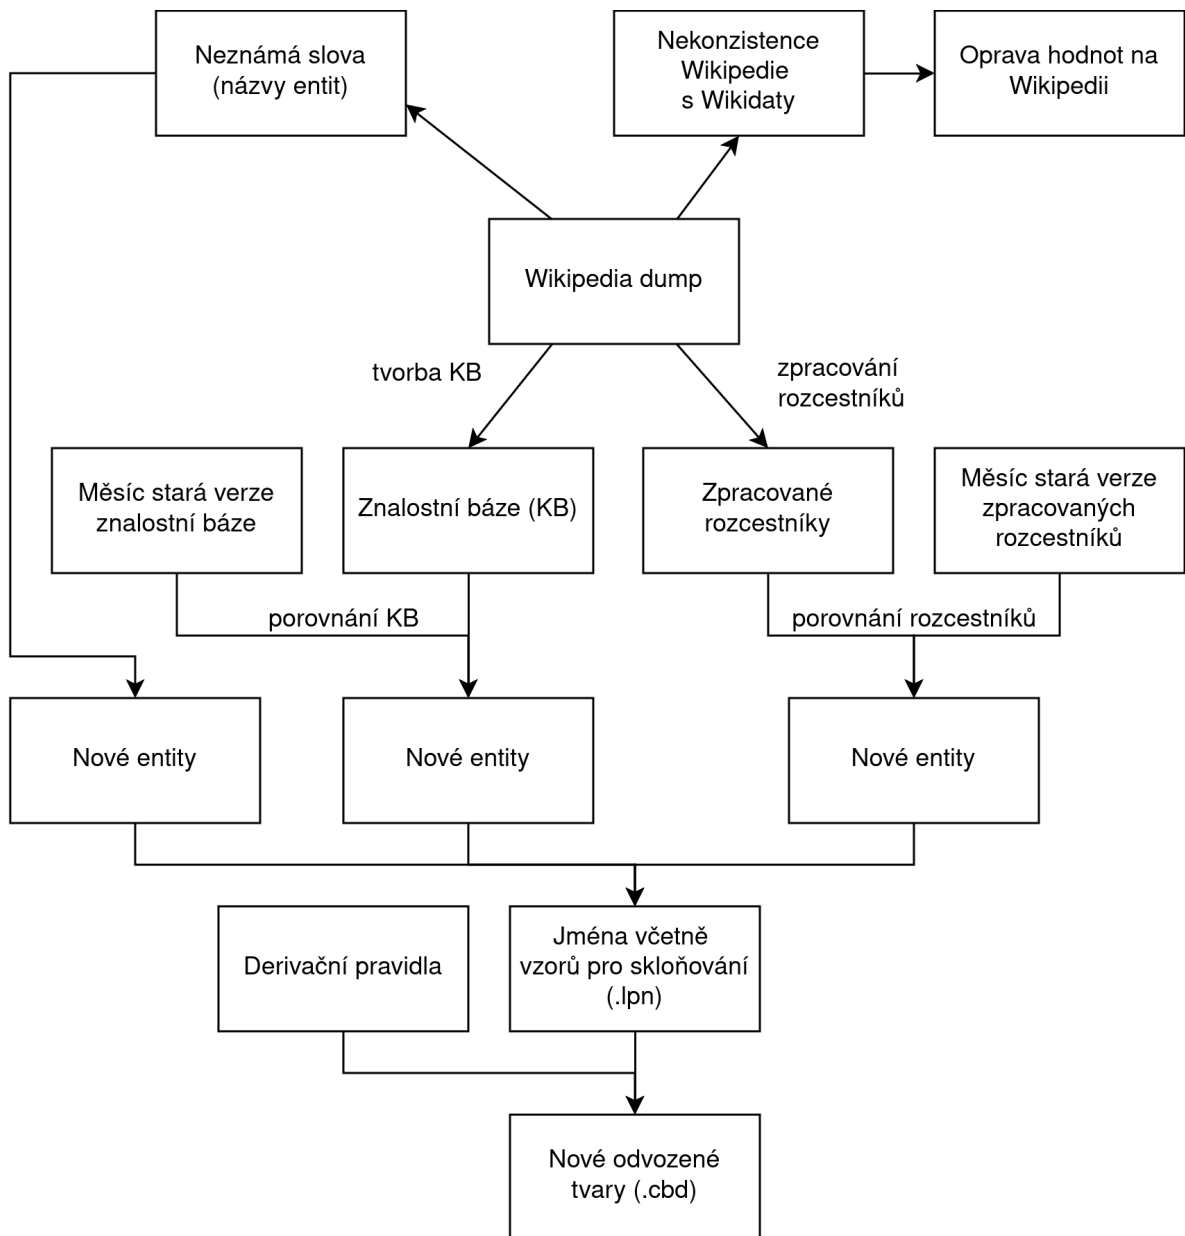 Neznámá slova
(názvy entit)
Nekonzistence
Wikipedie
s Wikidaty
Oprava hodnot na
Wikipedii
Wikipedia dump
tvorba KB
zpracování
rozcestníků
Měsíc stará verze
znalostní báze
Znalostní báze (KB)
Zpracované
rozcestníky
Měsíc stará verze
zpracovaných
rozcestníků
porovnání KB
porovnání rozcestníků
Nové entity
Nové entity
Nové entity
Derivační pravidla
Jména včetně
vzorů pro skloňování
(.lpn)
Nové odvozené
tvary (.cbd)